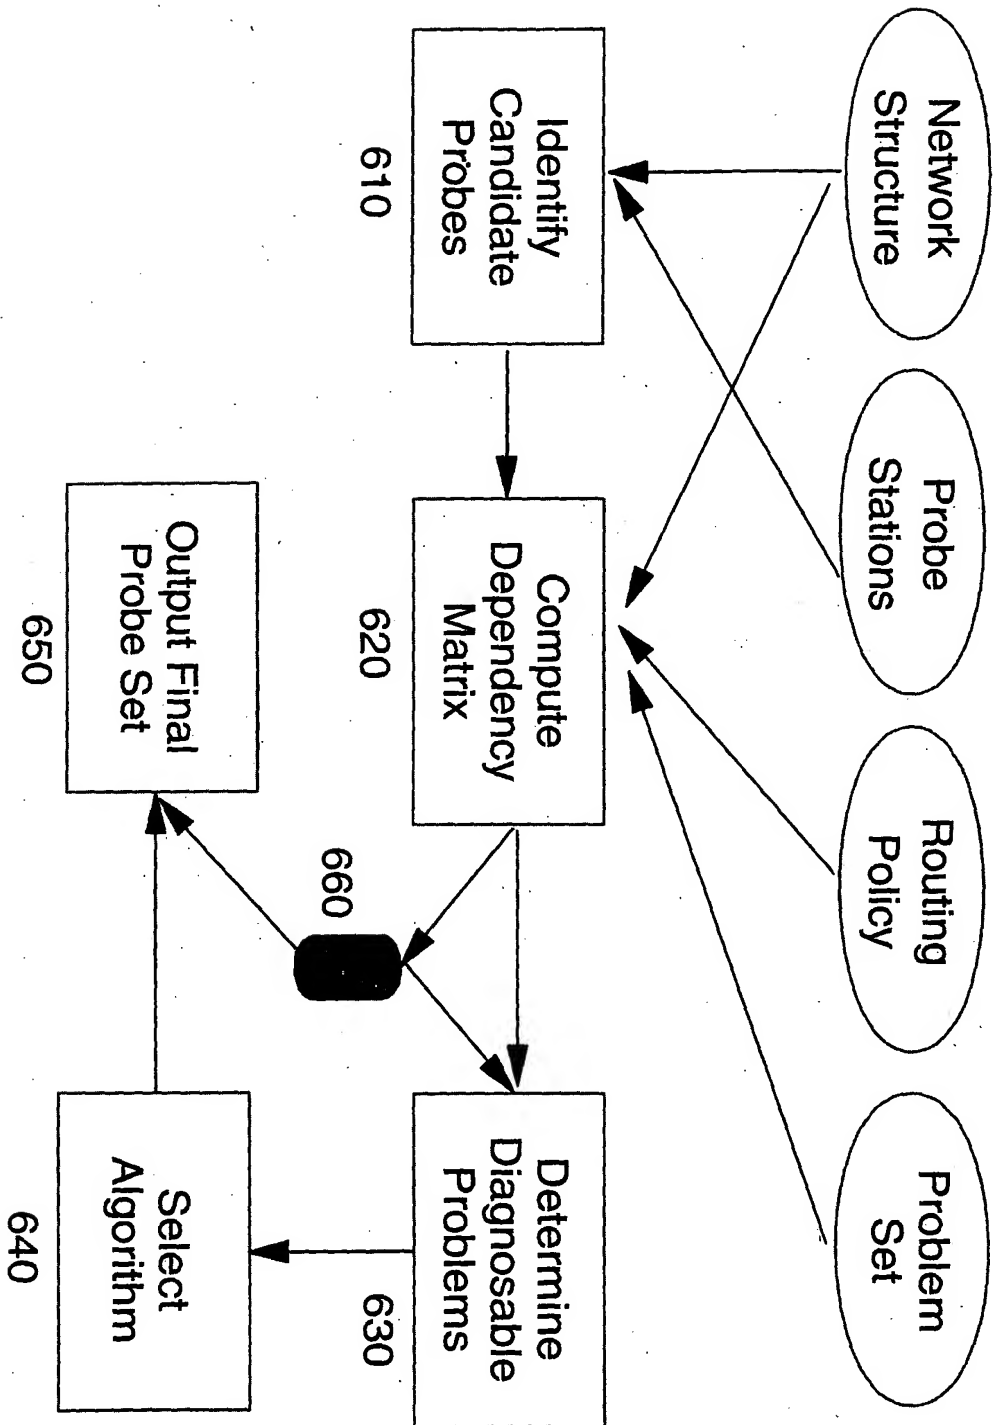 Network
Structure
Probe
Stations
Routing
Policy
Problem
Set
Identify
Candidate
Probes
610
Compute
Dependency
Matrix
620
Determine
Diagnosable
Problems
630
660
Output Final
Probe Set
650
Select
Algorithm
640